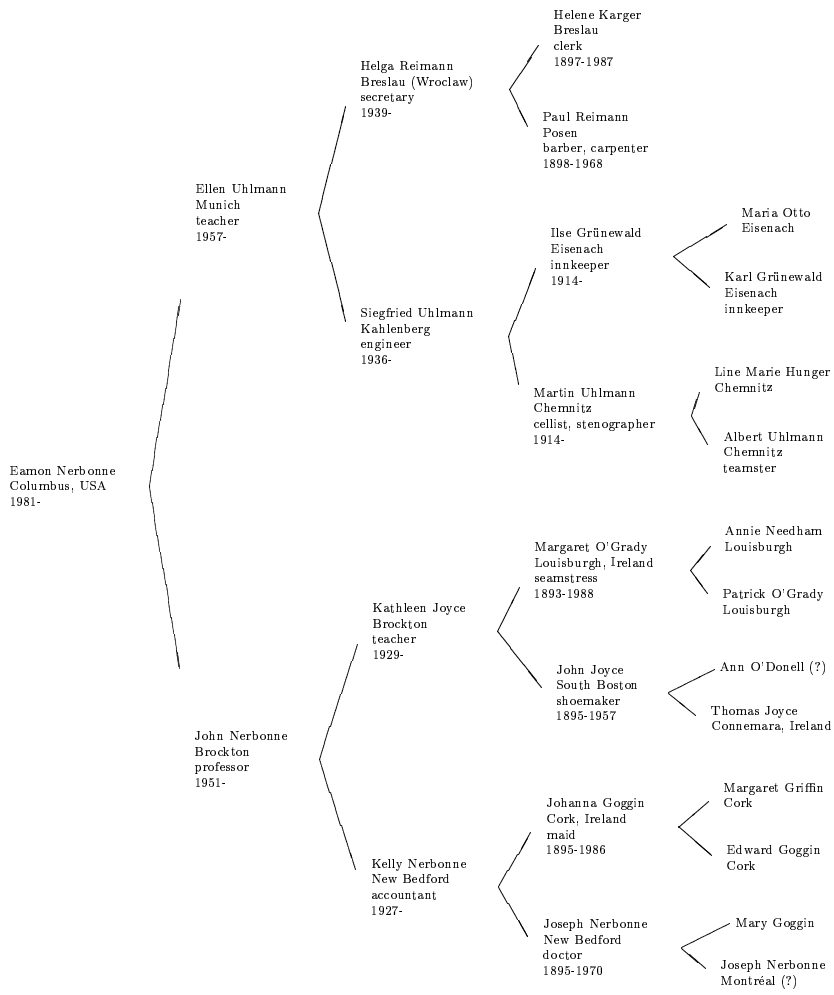 Helene Karger
Breslau
clerk
1897-1987
Helga Reimann
Breslau (Wroclaw)
secretary
1939-
Paul Reimann
Posen
barber, carpenter
1898-1968
Ellen Uhlmann
Munich
teacher
1957-
Maria Otto
Eisenach
Ilse Grünewald
Eisenach
innkeeper
1914-
Karl Grünewald
Eisenach
innkeeper
Siegfried Uhlmann
Kahlenberg
engineer
1936-
Line Marie Hunger
Chemnitz
Martin Uhlmann
Chemnitz
cellist, stenographer
1914-
Albert Uhlmann
Chemnitz
teamster
Eamon Nerbonne
Columbus, USA
1981-
Annie Needham
Louisburgh
Margaret O'Grady
Louisburgh, Ireland
seamstress
1893-1988
Patrick O'Grady
Louisburgh
Kathleen Joyce
Brockton
teacher
1929-
Ann O'Donell (?)
John Joyce
South Boston
shoemaker
1895-1957
Thomas Joyce
Connemara, Ireland
John Nerbonne
Brockton
professor
1951-
Margaret Griffin
Cork
Johanna Goggin
Cork, Ireland
maid
1895-1986
Edward Goggin
Cork
Kelly Nerbonne
New Bedford
accountant
1927-
Mary Goggin
Joseph Nerbonne
New Bedford
doctor
1895-1970
Joseph Nerbonne
Montréal (?)